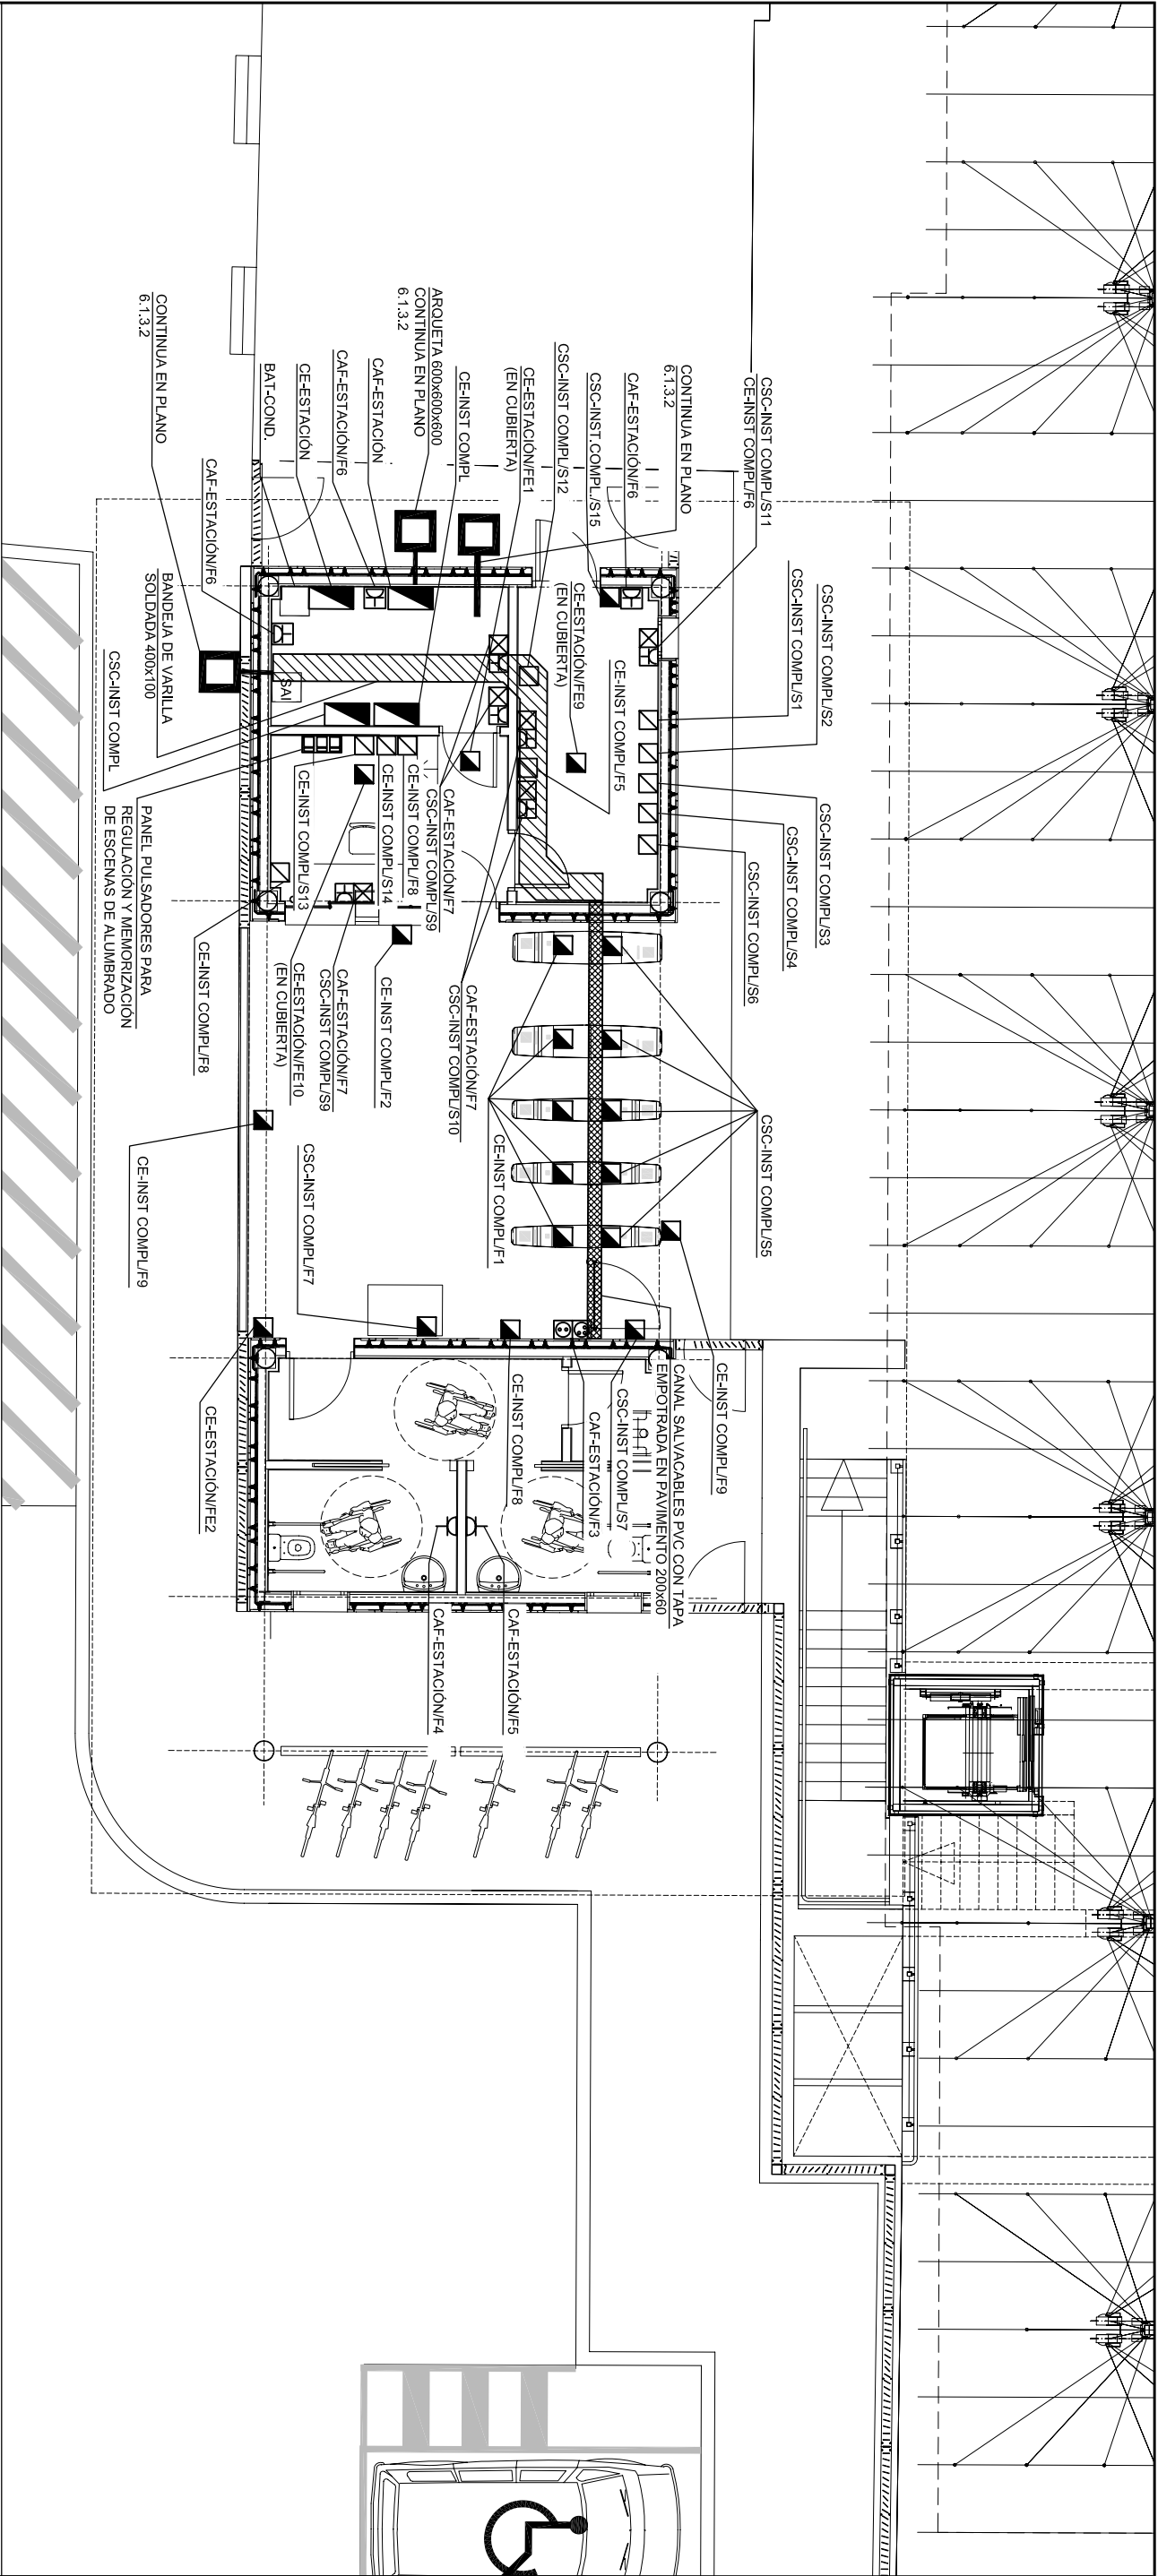 CSC-INST COMPL/S11
CE-INST COMPL/F6
CONTINUA EN PLANO
6.1.3.2
CAF-ESTACIÓN/F6
CSC-INST.COMPL./S15
CSC-INST COMPL/S12
CE-ESTACIÓN/FE1
(EN CUBIERTA)
CE-INST COMPL
ARQUETA 600x600x600
CONTINUA EN PLANO
6.1.3.2
CAF-ESTACIÓN
CAF-ESTACIÓN/F6
CE-ESTACIÓN
BAT-COND.
CONTINUA EN PLANO
6.1.3.2
CAF-ESTACIÓN/F6
BANDEJA DE VARILLA
SOLDADA 400x100
CSC-INST COMPL
SAI
CSC-INST COMPL/S2
CSC-INST COMPL/S1
CSC-INST COMPL/S3
CSC-INST COMPL/S4
CSC-INST COMPL/S6
CE-INST COMPL/F5
CE-ESTACIÓN/FE9
(EN CUBIERTA)
CAF-ESTACIÓN/F7
CSC-INST COMPL/S9
CE-INST COMPL/F8
CE-INST COMPL/S14
CE-INST COMPL/S13
PANEL PULSADORES PARA
REGULACIÓN Y MEMORIZACIÓN
DE ESCENAS DE ALUMBRADO
CAF-ESTACIÓN/F7
CSC-INST COMPL/S10
CE-INST COMPL/F2
CAF-ESTACIÓN/F7
CSC-INST COMPL/S9
CE-ESTACIÓN/FE10
(EN CUBIERTA)
CE-INST COMPL/F8
CSC-INST COMPL/S5
CE-INST COMPL/F1
CSC-INST COMPL/F7
CE-INST COMPL/F9
CE-INST COMPL/F9
CANAL SALVACABLES PVC CON TAPA
EMPOTRADA EN PAVIMENTO 200x60
CSC-INST COMPL/S7
CAF-ESTACIÓN/F3
CE-INST COMPL/F8
CE-ESTACIÓN/FE2
CAF-ESTACIÓN/F5
CAF-ESTACIÓN/F4